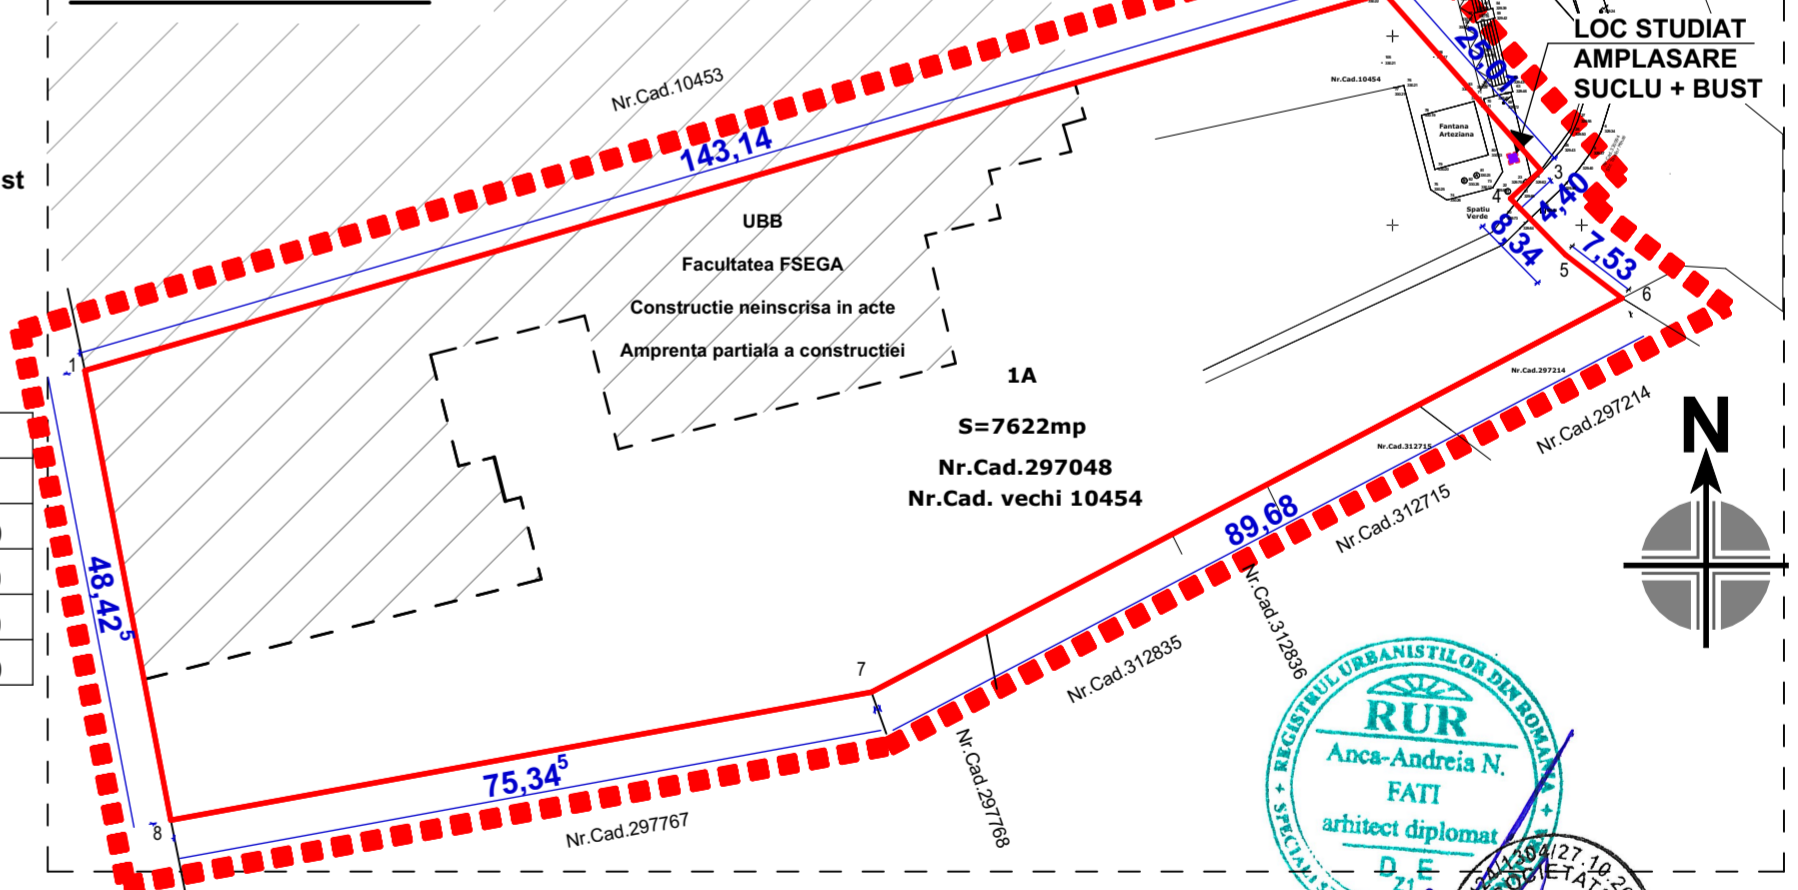 LOC STUDIAT
AMPLASARE
SUCLU + BUST
st
Nr.Cad.10453
143,14
25,01
Nr.Cad.10454
Fantana
Arteziana
Spatiu
Verde
3
4
4,40
8,34
7,53
5
6
UBB
Facultatea FSEGA
Constructie neinscrisa in acte
Amprenta partiala a constructiei
1A
S=7622mp
Nr.Cad.297048
Nr.Cad. vechi 10454
1
48,42⁵
Nr.Cad.297214
Nr.Cad.297214
Nr.Cad.312715
Nr.Cad.312715
89,68
N
Nr.Cad.312836
Nr.Cad.312835
7
75,34⁵
8
Nr.Cad.297767
Nr.Cad.297768
REGISTRUL URBANISTILOR DIN ROMANIA
RUR
Anca-Andreia N.
FATI
arhitect diplomat
D E